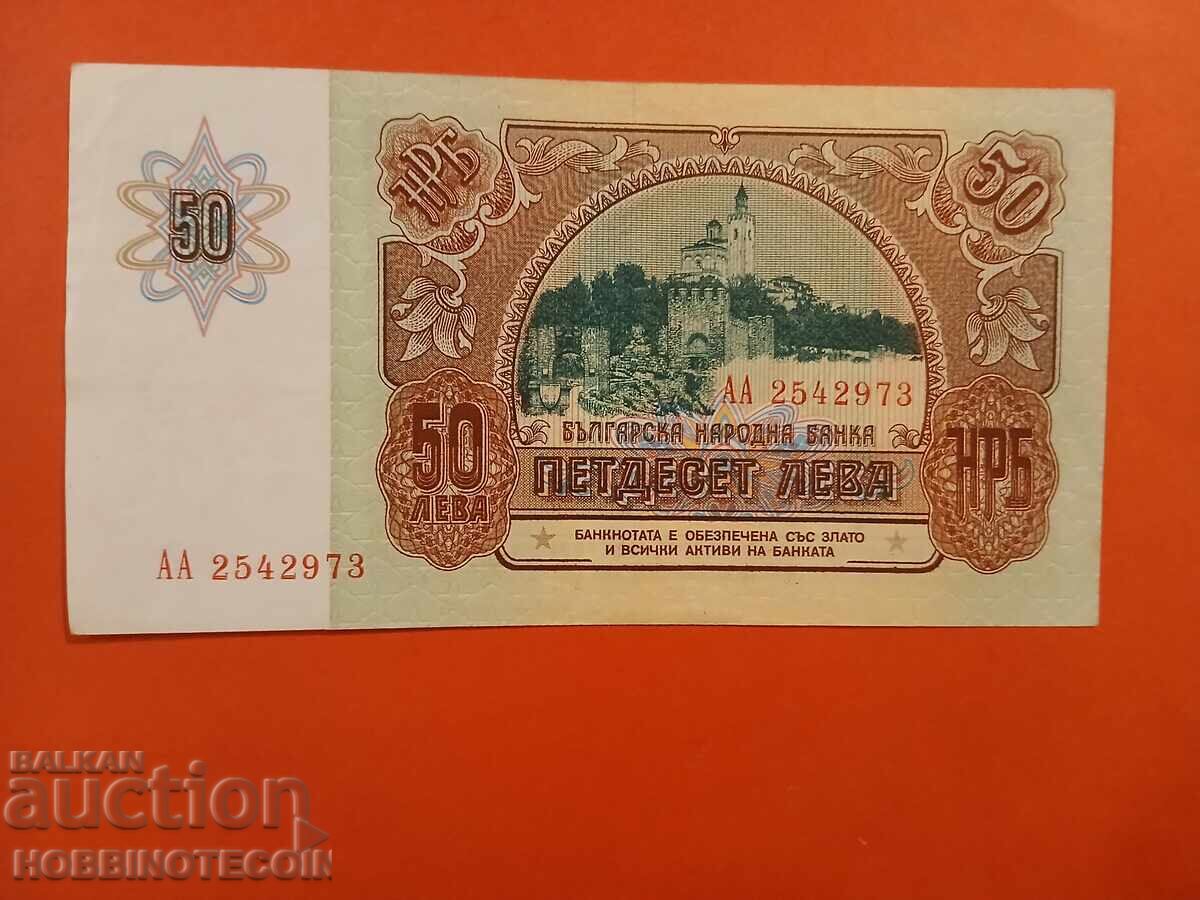 50
НРБ
50
АА 2542973
БЪЛГАРСКА НАРОДНА БАНКА
ПЕТДЕСЕТ ЛЕВА
50
ЛЕВА
НРБ
БАНКНОТАТА Е ОБЕЗПЕЧЕНА СЪС ЗЛАТО
И ВСИЧКИ АКТИВИ НА БАНКАТА
АА 2542973
BALKAN
auction
HOBBINOTECOIN